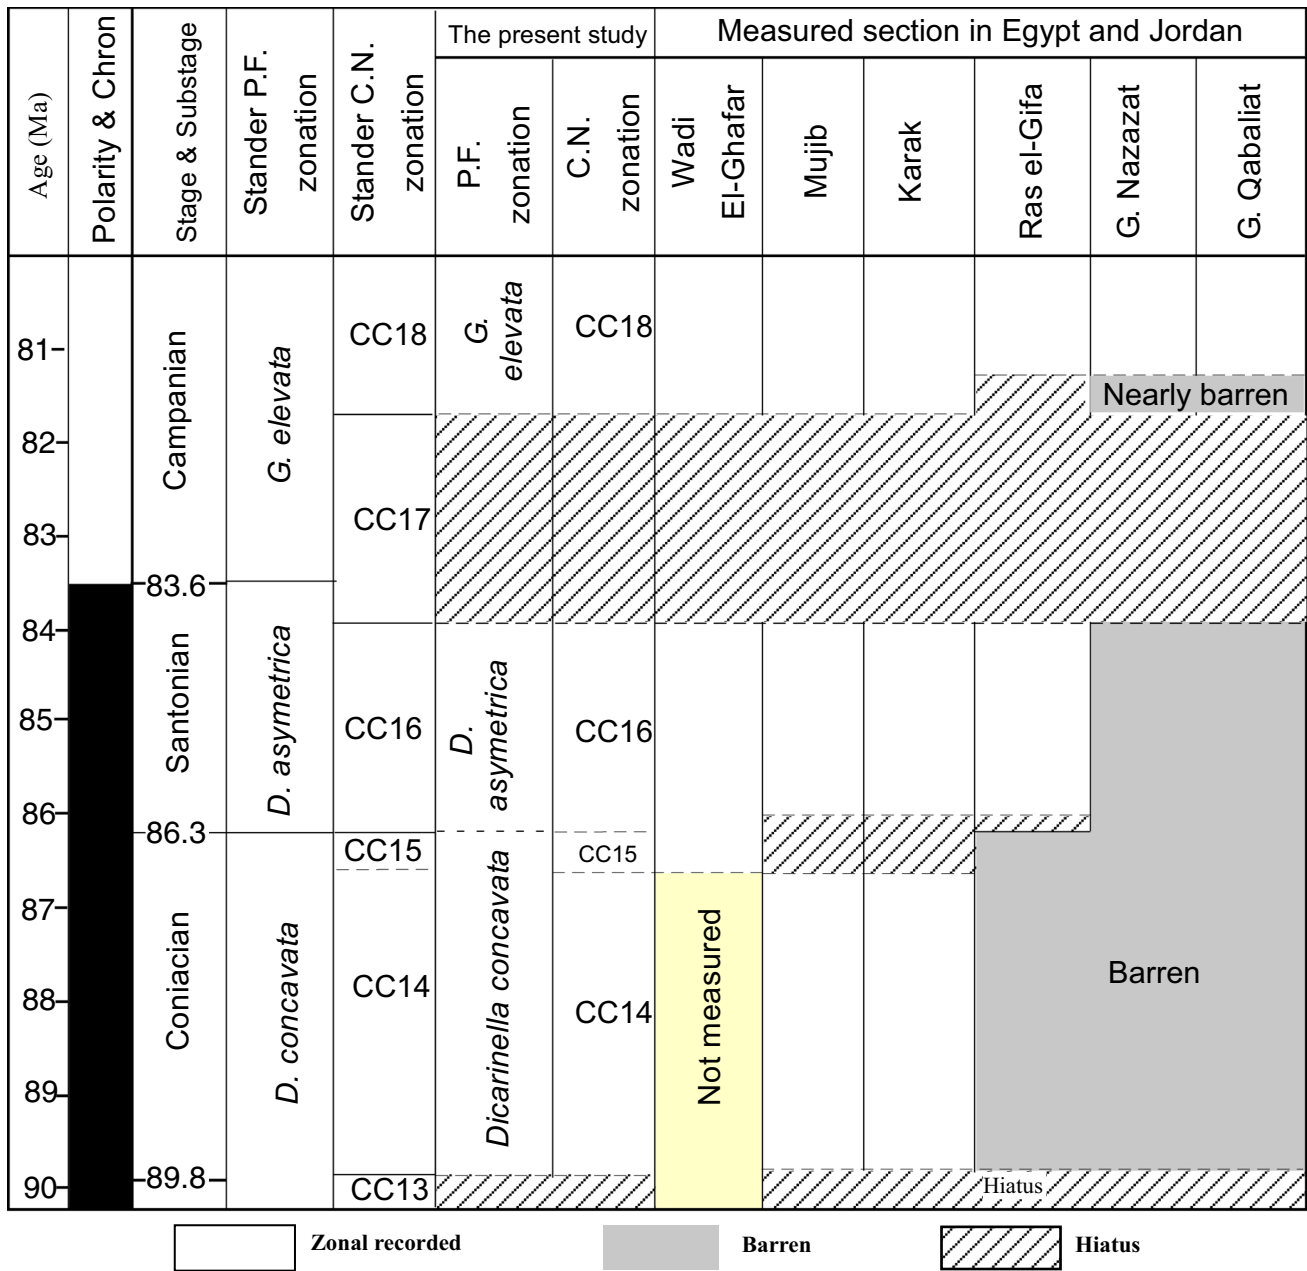 Age (Ma)
Polarity & Chron
Stage & Substage
Stander P.F.
zonation
Stander C.N.
zonation
The present study
P.F.
zonation
C.N.
zonation
Measured section in Egypt and Jordan
Wadi
El-Ghafar
Mujib
Karak
Ras el-Gifa
G. Nazazat
G. Qabaliat
81
82
83
84
85
86
87
88
89
90
Campanian
83.6
Santonian
86.3
Coniacian
89.8
G. elevata
D. asymetrica
D. concavata
CC18
CC17
CC16
CC15
CC14
CC13
G.
elevata
D.
asymetrica
Dicarinella concavata
CC18
CC16
CC15
CC14
Not measured
Nearly barren
Barren
Hiatus
Zonal recorded
Barren
Hiatus